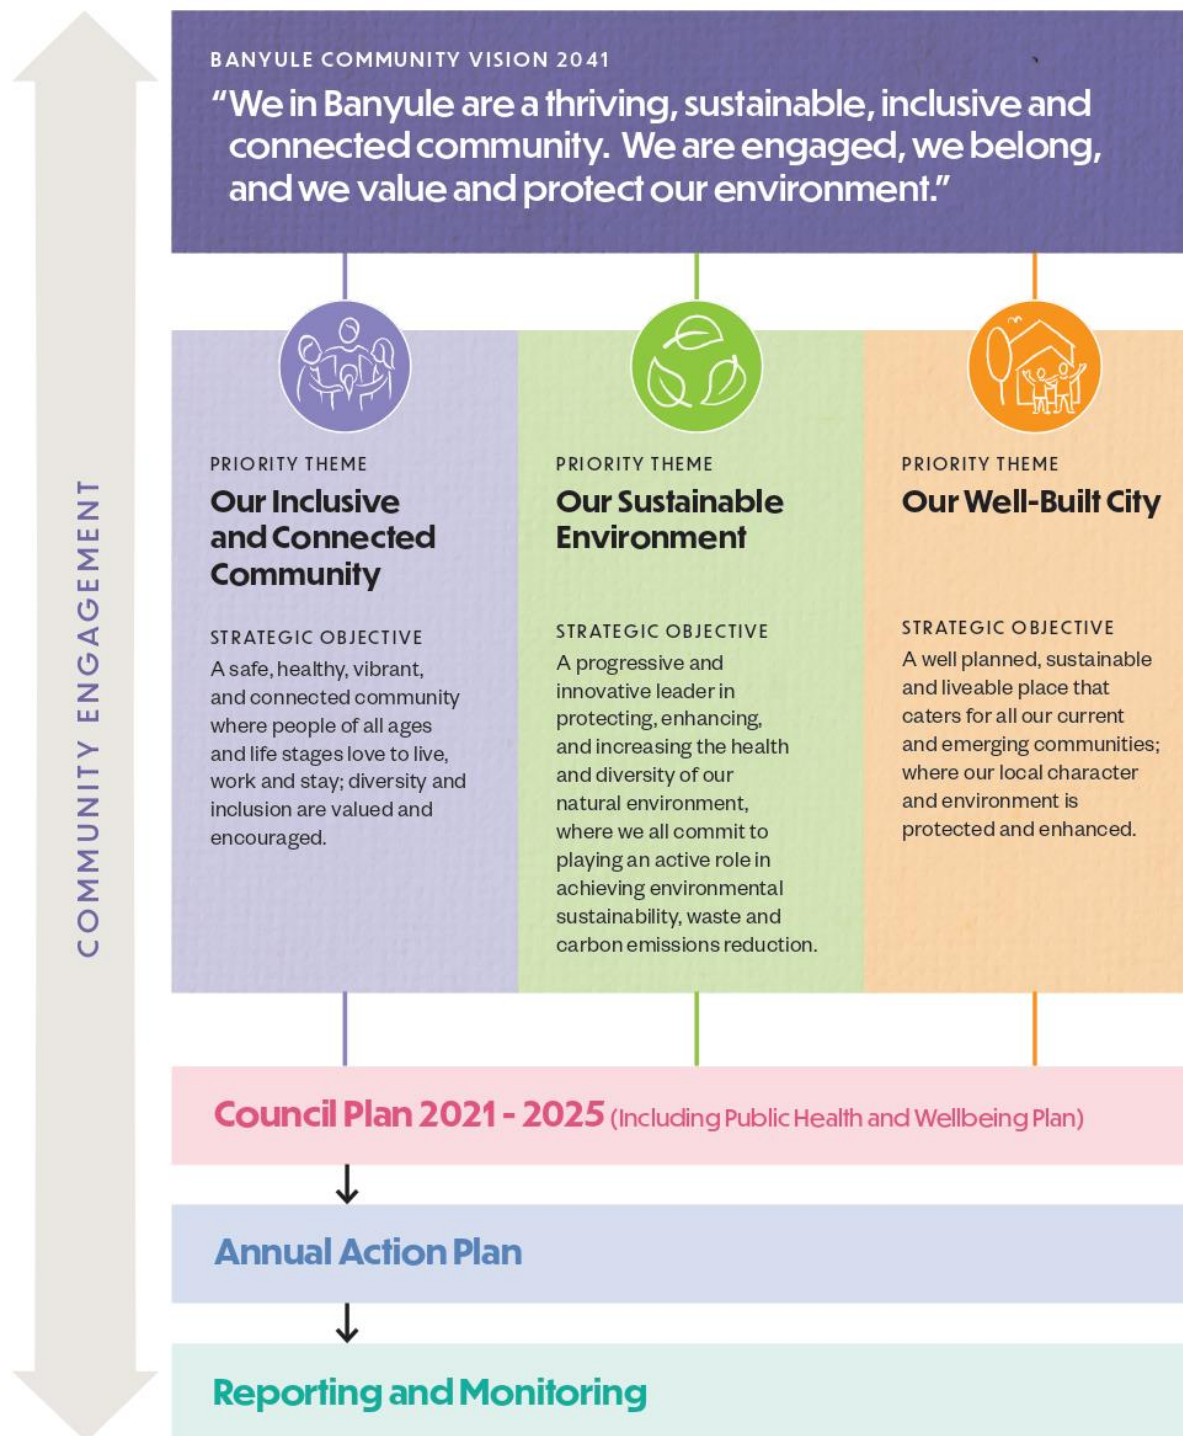 BANYULE COMMUNITY VISION 2041
“We in Banyule are a thriving, sustainable, inclusive and
connected community. We are engaged, we belong,
and we value and protect our environment.”
COMMUNITY ENGAGEMENT
PRIORITY THEME
Our Inclusive
and Connected
Community
STRATEGIC OBJECTIVE
A safe, healthy, vibrant,
and connected community
where people of all ages
and life stages love to live,
work and stay; diversity and
inclusion are valued and
encouraged.
PRIORITY THEME
Our Sustainable
Environment
STRATEGIC OBJECTIVE
A progressive and
innovative leader in
protecting, enhancing,
and increasing the health
and diversity of our
natural environment,
where we all commit to
playing an active role in
achieving environmental
sustainability, waste and
carbon emissions reduction.
PRIORITY THEME
Our Well-Built City
STRATEGIC OBJECTIVE
A well planned, sustainable
and liveable place that
caters for all our current
and emerging communities;
where our local character
and environment is
protected and enhanced.
Council Plan 2021 - 2025 (Including Public Health and Wellbeing Plan)
Annual Action Plan
Reporting and Monitoring